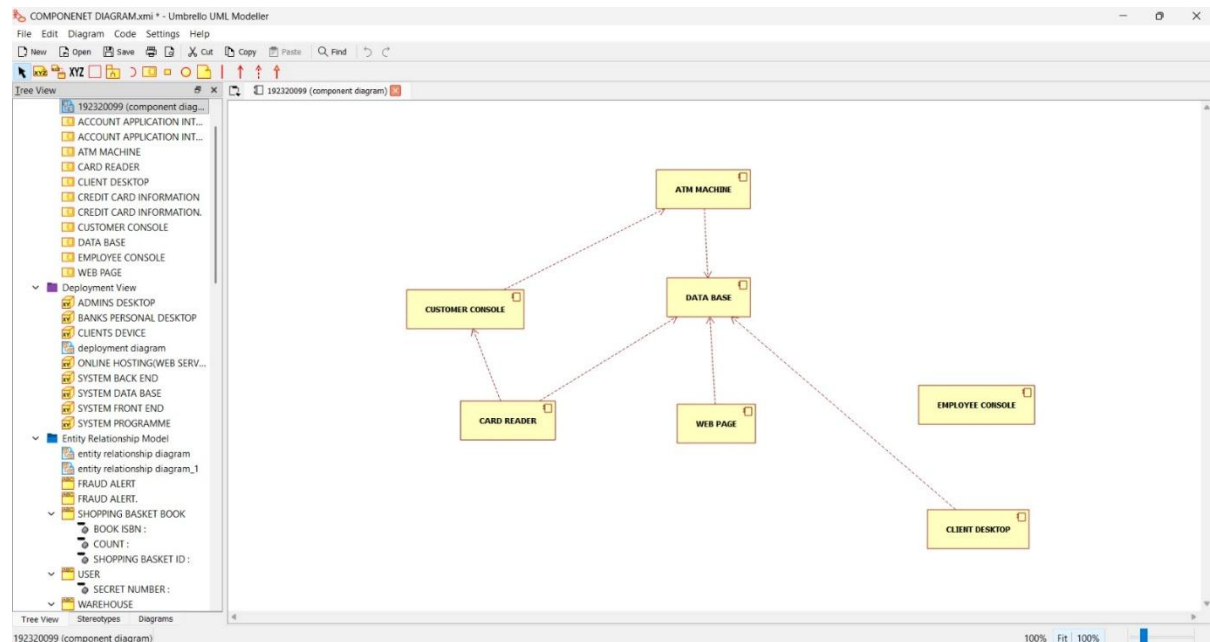 COMPONENET DIAGRAM.xmi * - Umbrello UML Modeller
File Edit Diagram Code Settings Help
New Open Save Cut Copy Paste Find
XYZ XYZ
Tree View
192320099 (component diagram)
192320099 (component diag...
ACCOUNT APPLICATION INT...
ACCOUNT APPLICATION INT...
ATM MACHINE
CARD READER
CLIENT DESKTOP
CREDIT CARD INFORMATION
CREDIT CARD INFORMATION.
CUSTOMER CONSOLE
DATA BASE
EMPLOYEE CONSOLE
WEB PAGE
Deployment View
ADMINS DESKTOP
BANKS PERSONAL DESKTOP
CLIENTS DEVICE
deployment diagram
ONLINE HOSTING(WEB SERV...
SYSTEM BACK END
SYSTEM DATA BASE
SYSTEM FRONT END
SYSTEM PROGRAMME
Entity Relationship Model
entity relationship diagram
entity relationship diagram_1
FRAUD ALERT
FRAUD ALERT.
SHOPPING BASKET BOOK
BOOK ISBN :
COUNT :
SHOPPING BASKET ID :
USER
SECRET NUMBER :
WAREHOUSE
Tree View Stereotypes Diagrams
ATM MACHINE
CUSTOMER CONSOLE
DATA BASE
CARD READER
WEB PAGE
EMPLOYEE CONSOLE
CLIENT DESKTOP
192320099 (component diagram)
100% Fit 100%